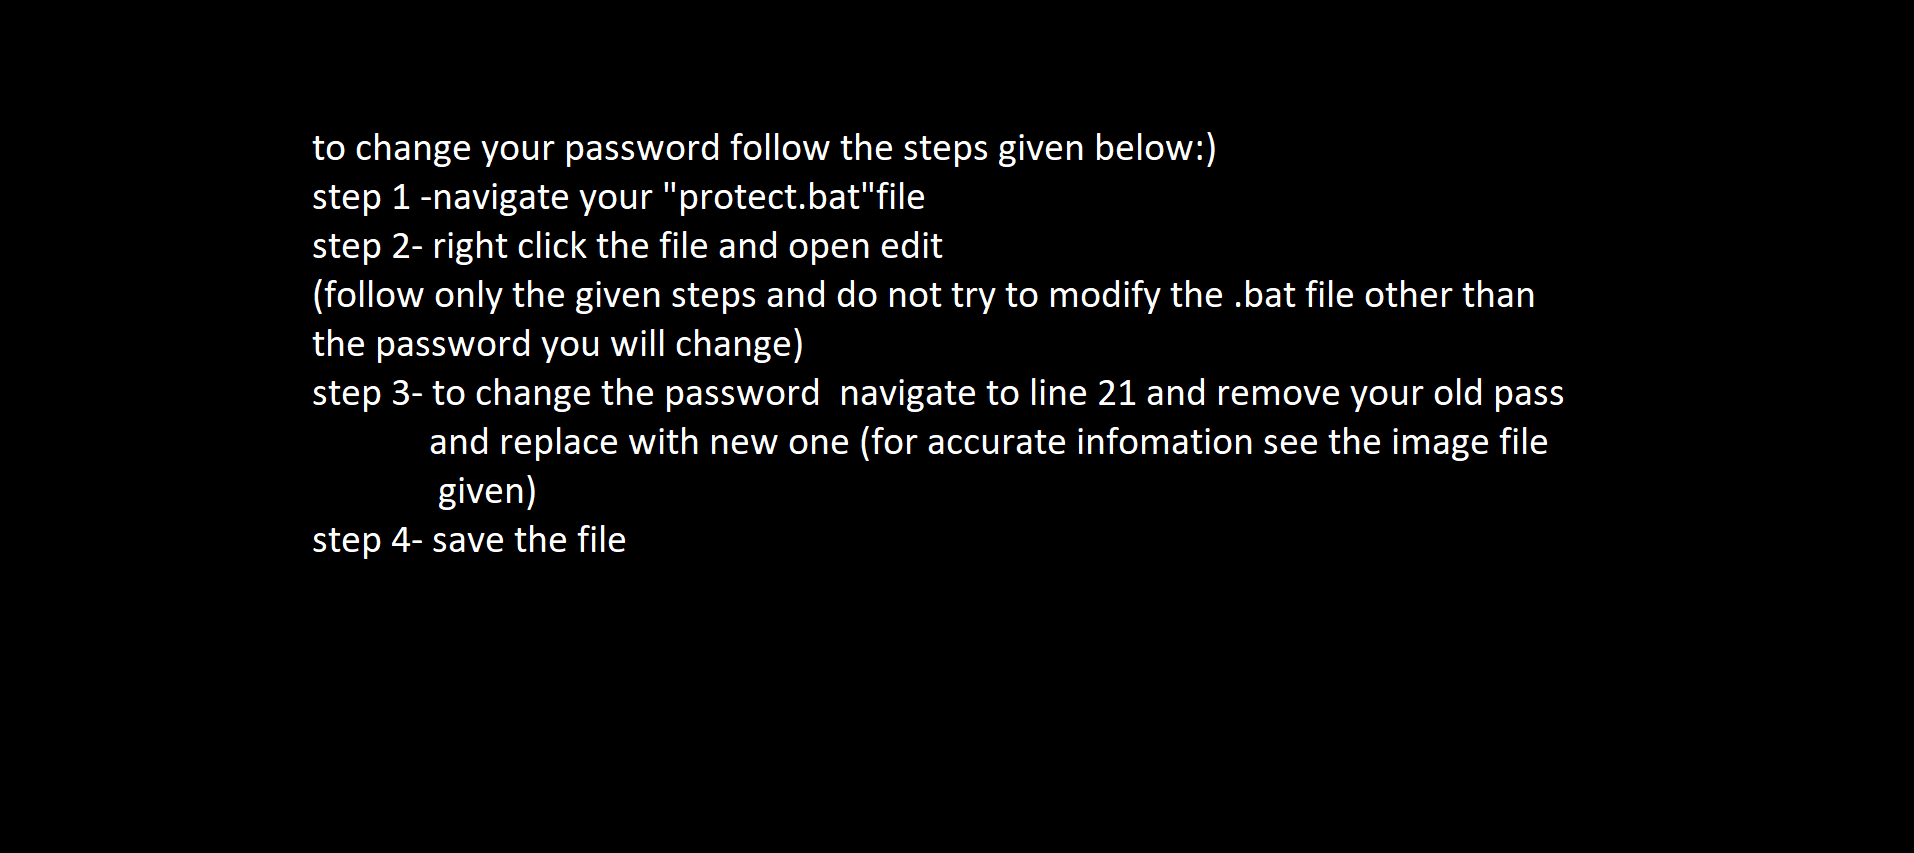 to change your password follow the steps given below:)
step 1 -navigate your "protect.bat"file
step 2- right click the file and open edit
(follow only the given steps and do not try to modify the .bat file other than
the password you will change)
step 3- to change the password  navigate to line 21 and remove your old pass
and replace with new one (for accurate infomation see the image file
given)
step 4- save the file